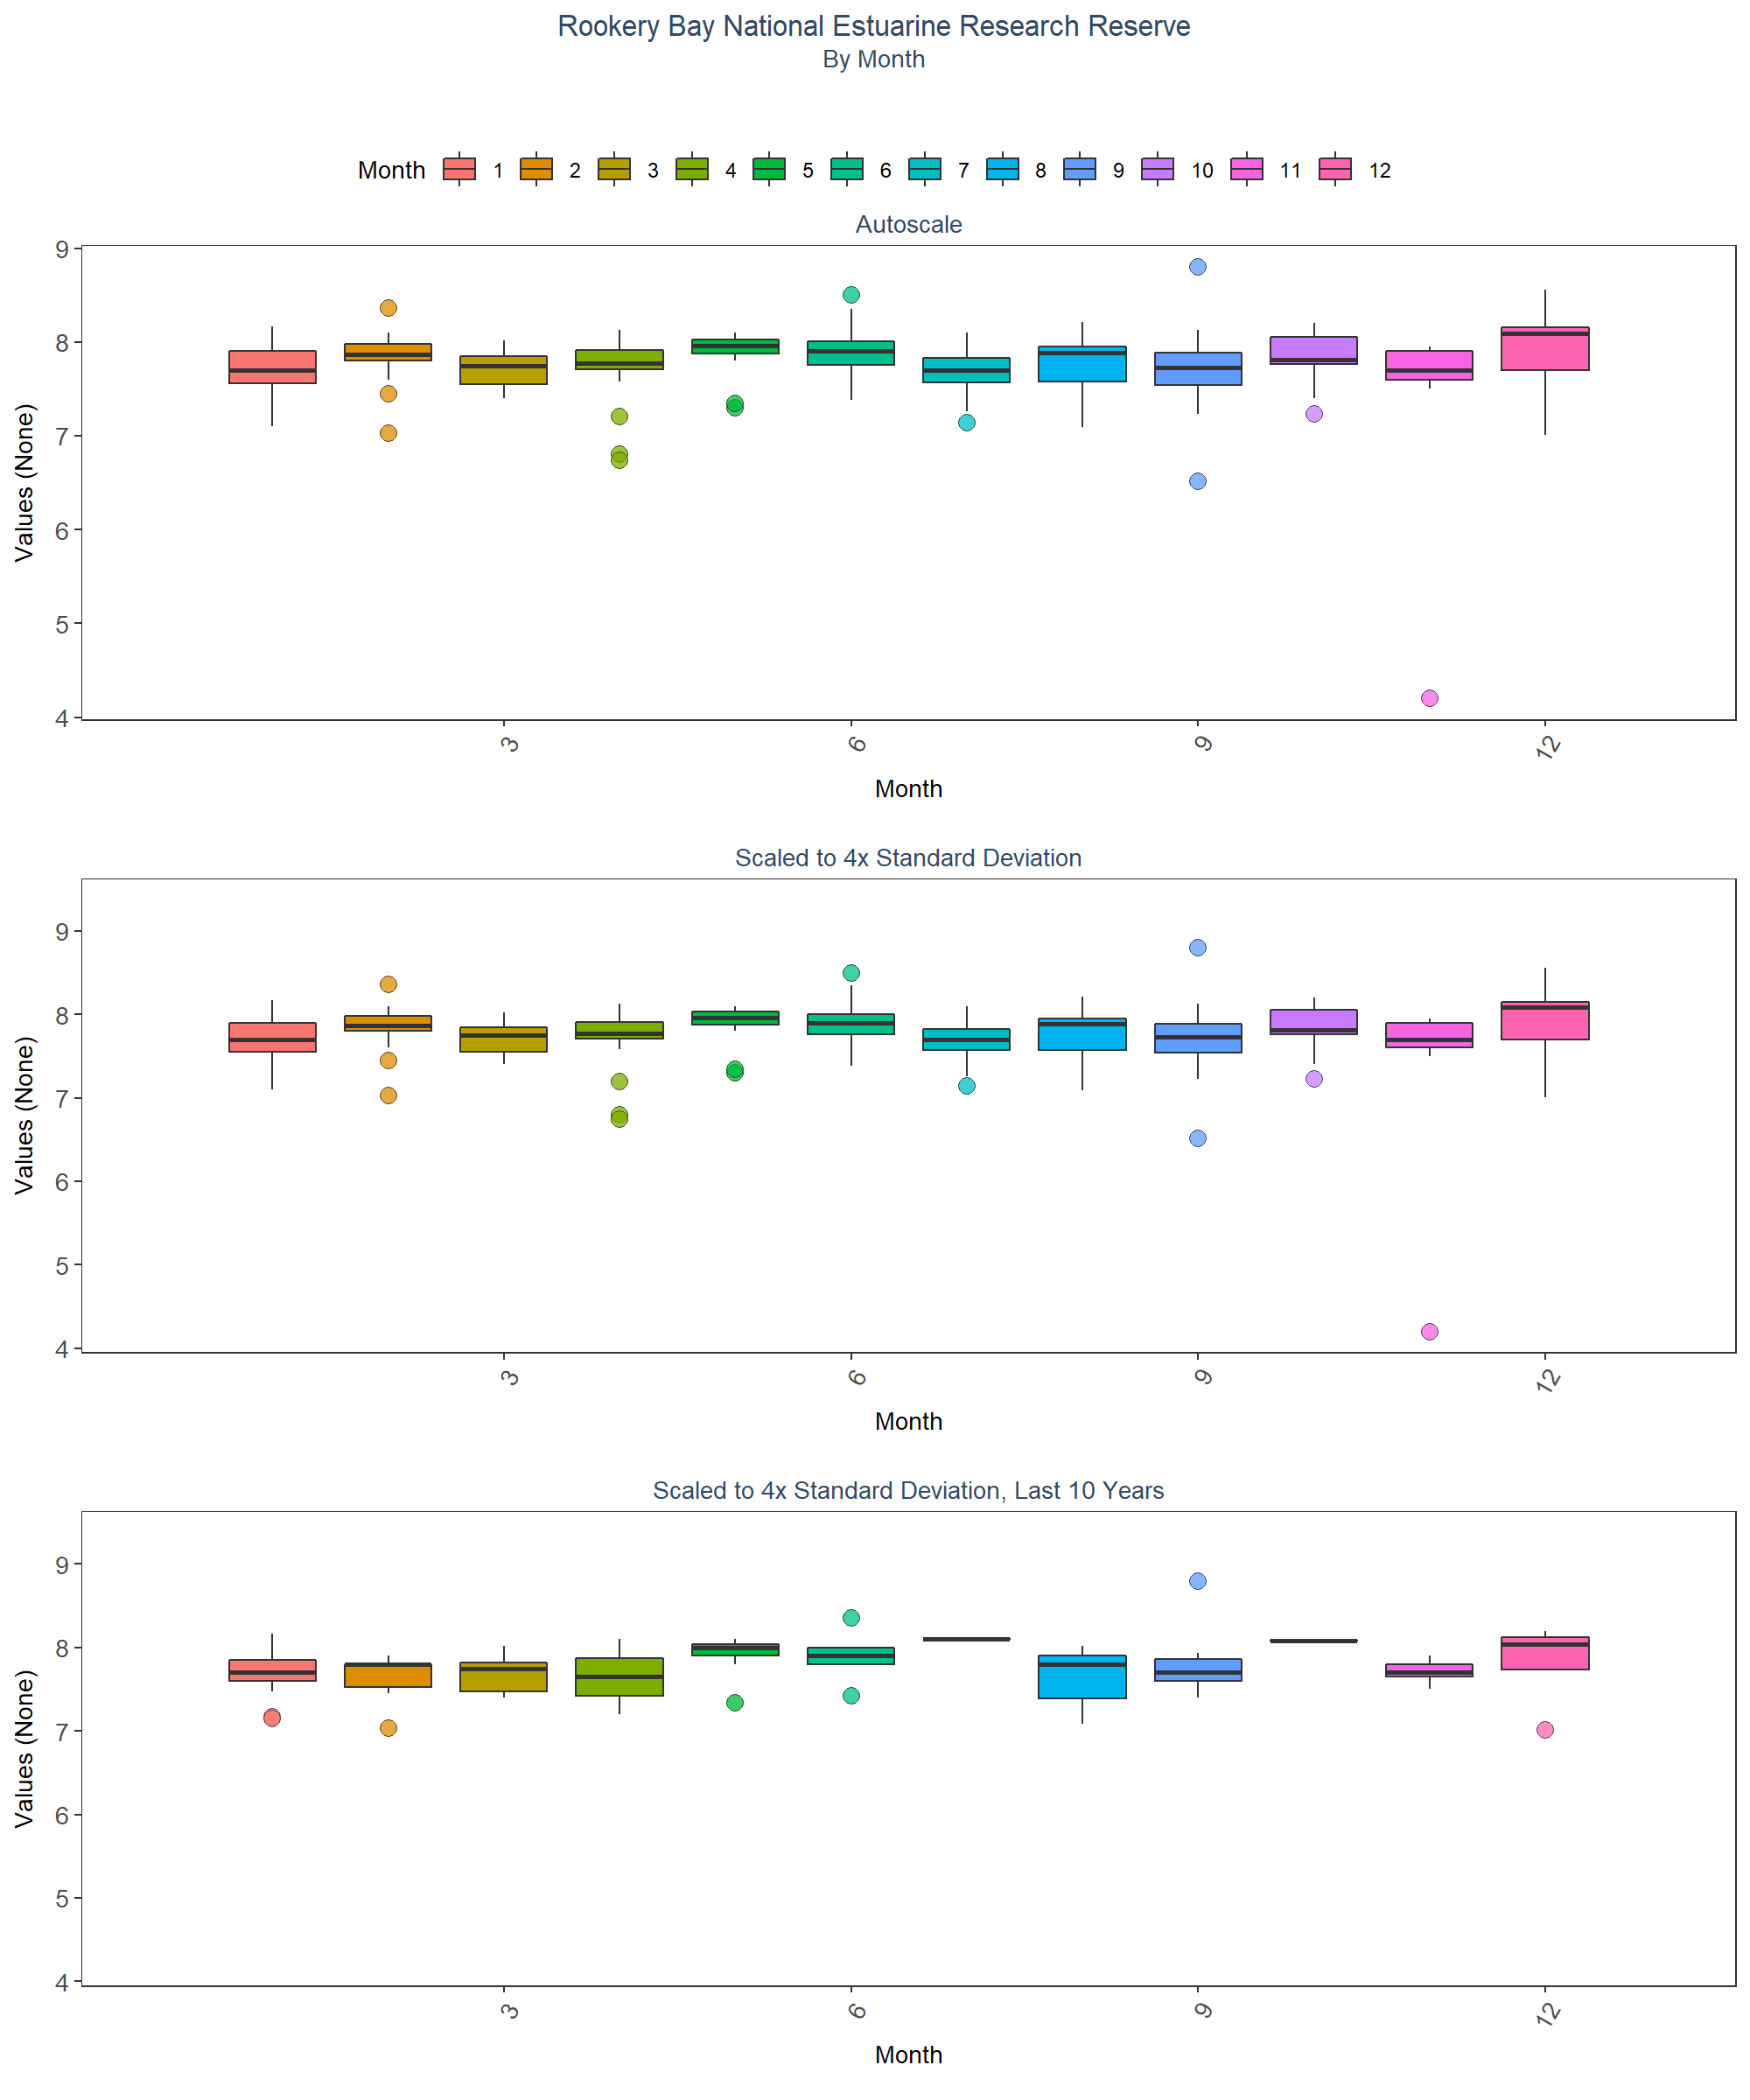 Rookery Bay National Estuarine Research Reserve
By Month
Month 1 2 3 4 5 6 7 8 9 10 11 12
Autoscale
Values (None)
9
8
7
6
5
4
3 6 9 12
Month
Scaled to 4x Standard Deviation
Values (None)
9
8
7
6
5
4
3 6 9 12
Month
Scaled to 4x Standard Deviation, Last 10 Years
Values (None)
9
8
7
6
5
4
3 6 9 12
Month